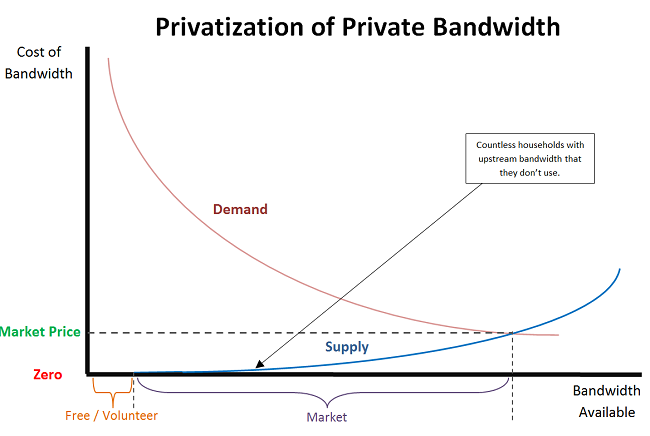 Privatization of Private Bandwidth
Cost of
Bandwidth
Countless households with
upstream bandwidth that
they don't use.
Demand
Market Price
Supply
Zero
Bandwidth
Available
Free / Volunteer
Market